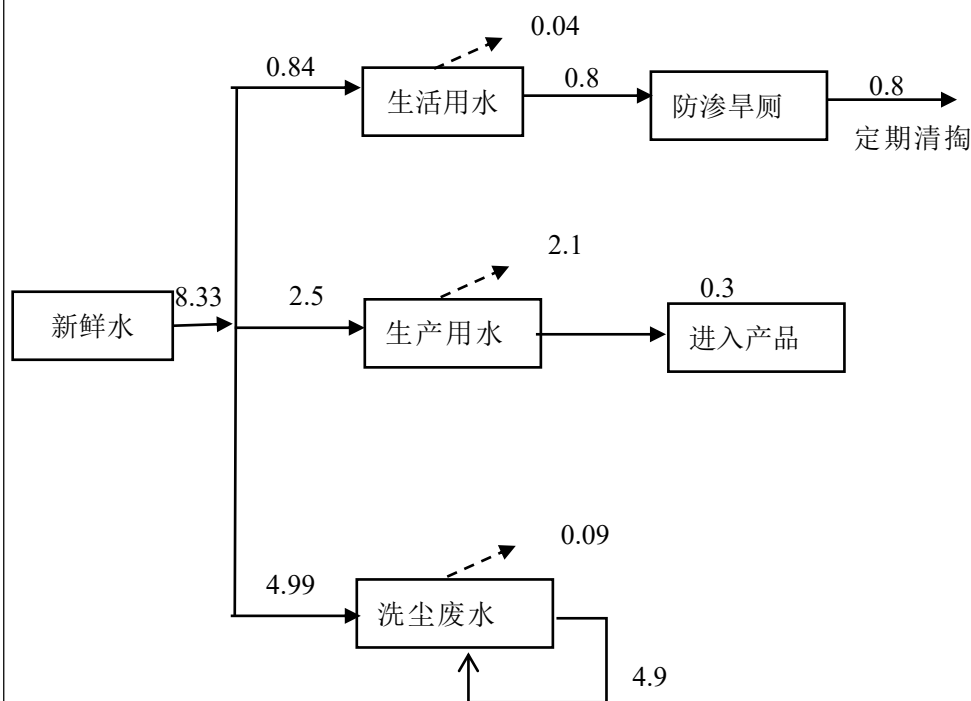 0.04
0.84
生活用水
0.8
防渗旱厕
0.8
定期清掏
2.1
新鲜水
8.33
2.5
生产用水
0.3
进入产品
0.09
4.99
洗尘废水
4.9